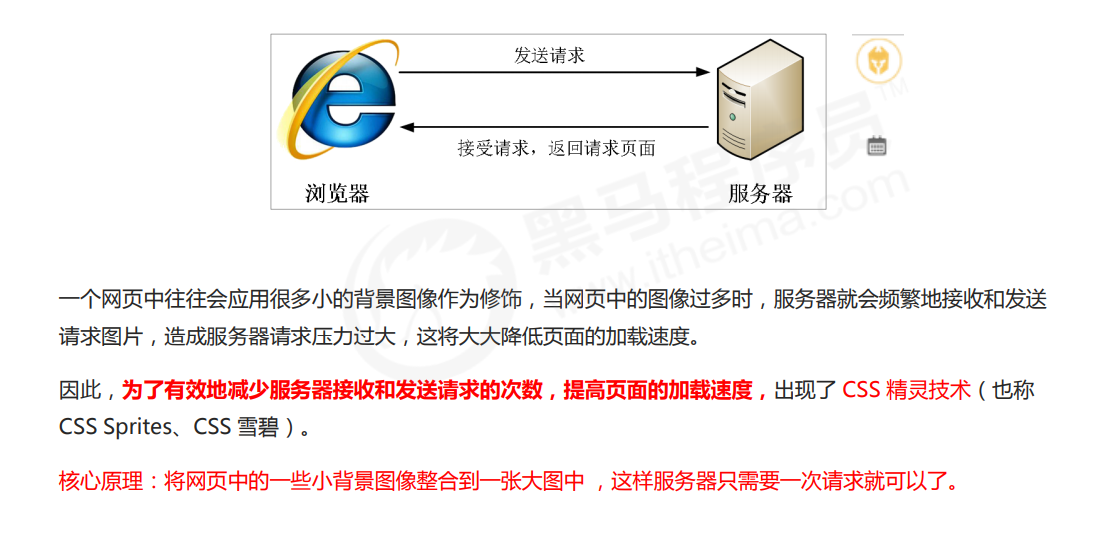 发送请求
接受请求，返回请求页面
浏览器
服务器
黑马程序员™
www.itheima.com
一个网页中往往会应用很多小的背景图像作为修饰，当网页中的图像过多时，服务器就会频繁地接收和发送
请求图片，造成服务器请求压力过大，这将大大降低页面的加载速度。
因此，为了有效地减少服务器接收和发送请求的次数，提高页面的加载速度，出现了 CSS 精灵技术（也称
CSS Sprites、CSS 雪碧）。
核心原理：将网页中的一些小背景图像整合到一张大图中 ，这样服务器只需要一次请求就可以了。